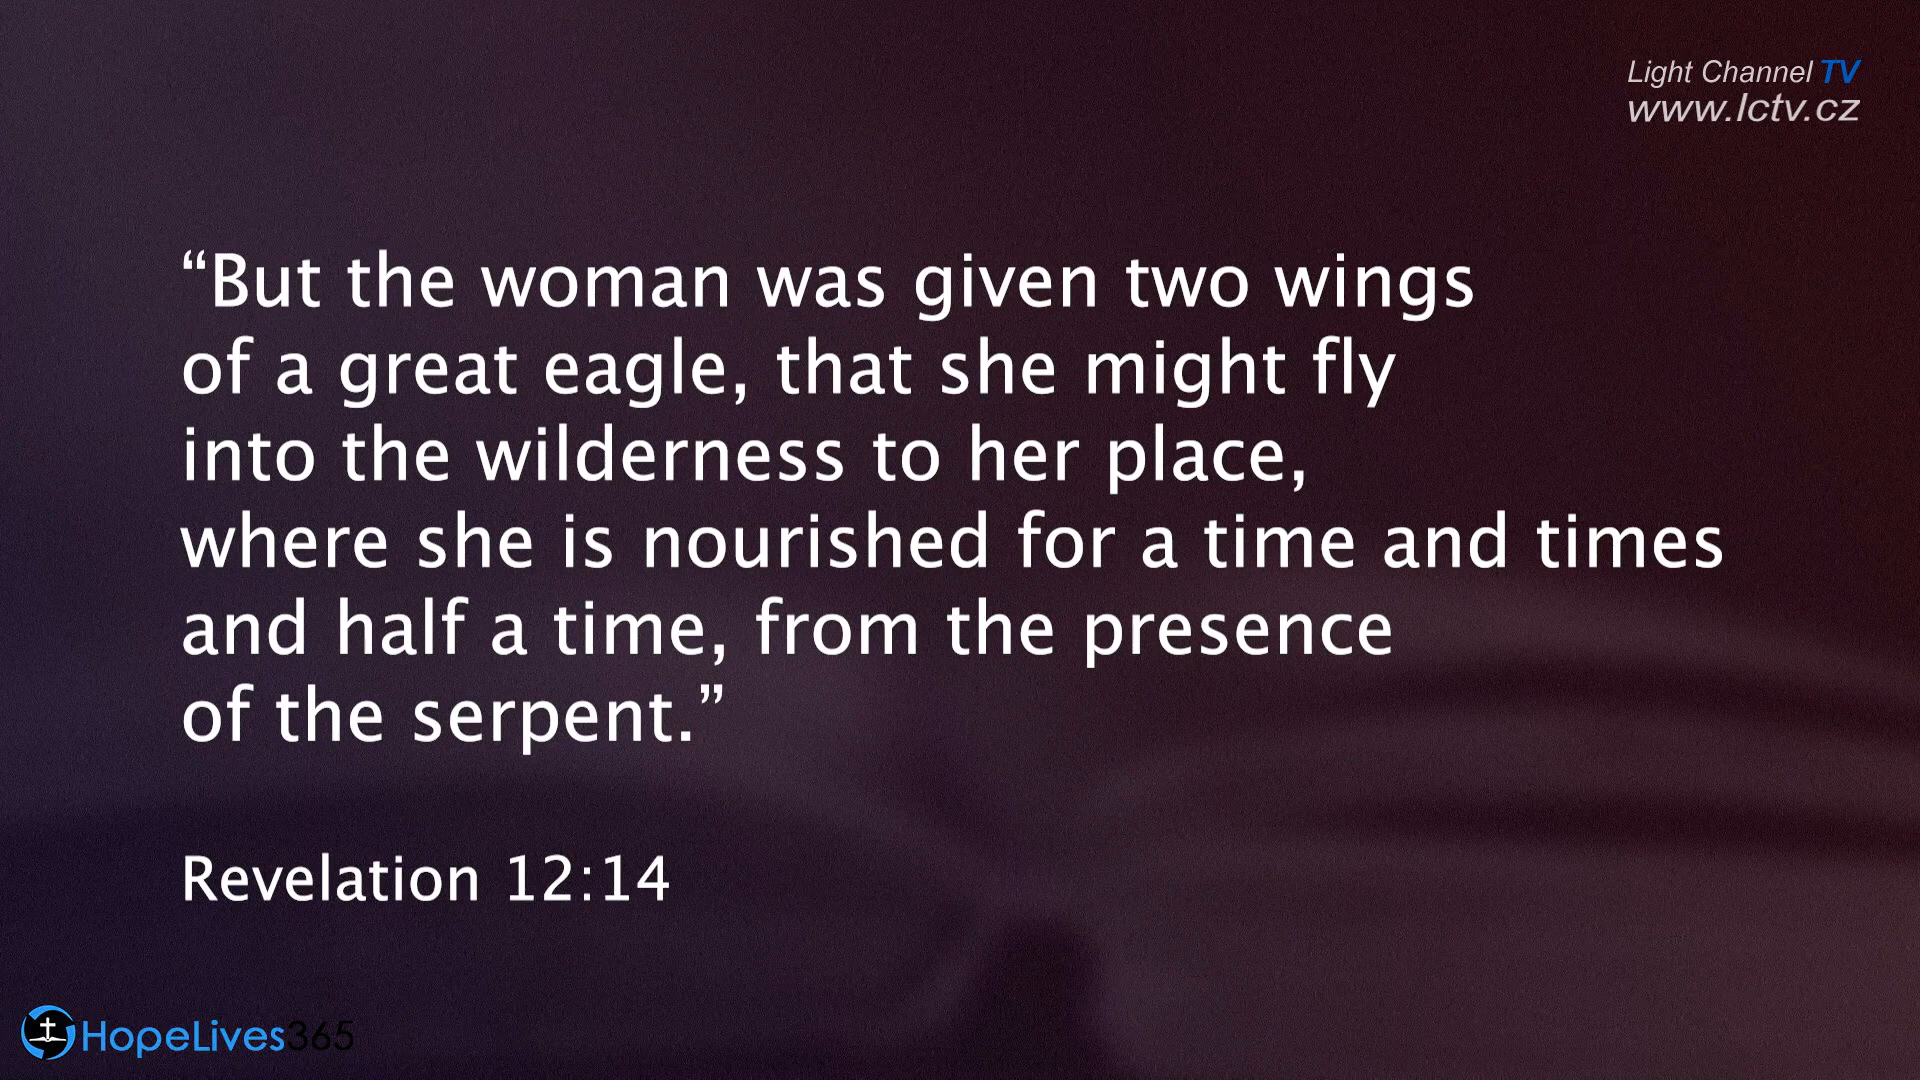 Light Channel TV
www.lctv.cz
“But the woman was given two wings
of a great eagle, that she might fly
into the wilderness to her place,
where she is nourished for a time and times
and half a time, from the presence
of the serpent.”
Revelation 12:14
HopeLives365